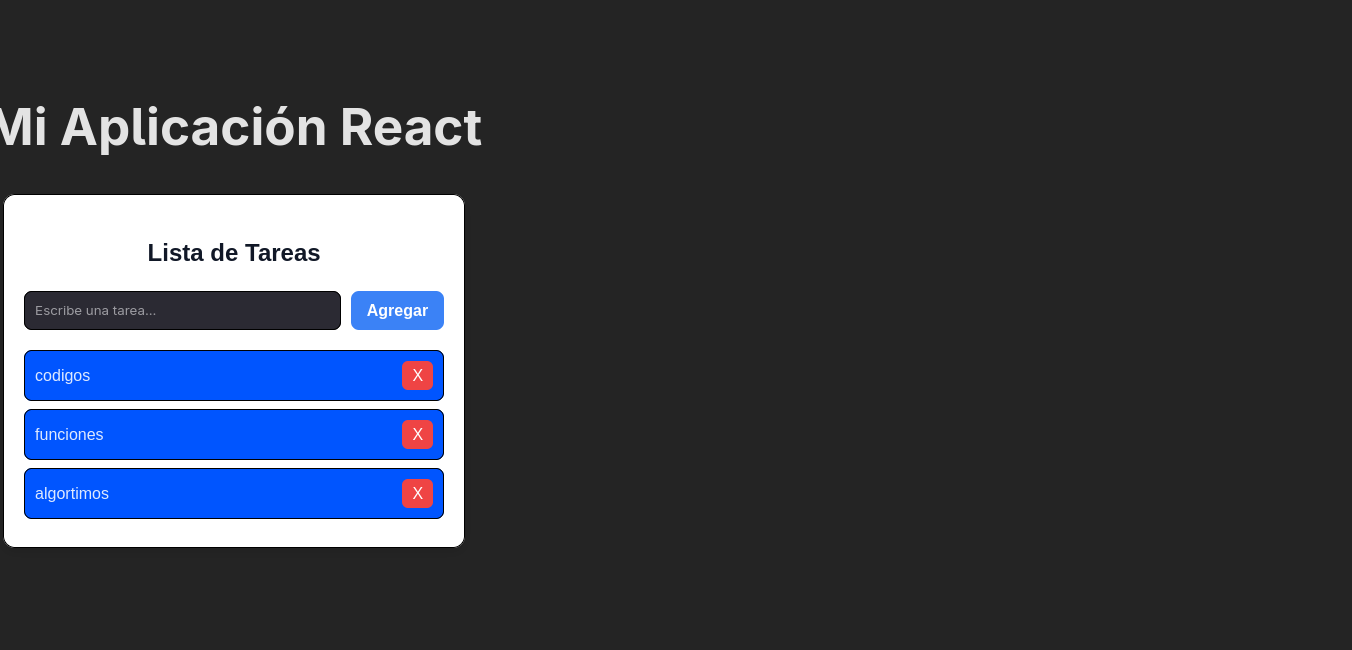 Mi Aplicación React
Lista de Tareas
Escribe una tarea...
Agregar
codigos
X
funciones
X
algortimos
X